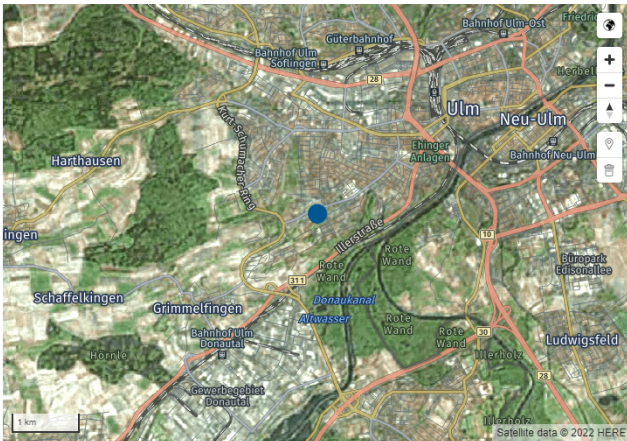 Bahnhof Ulm-Ost
Friedric
Güterbahnhof
Bahnhof Ulm
Söflingen
28
Herbell
Ulm
Neu-Ulm
Kurt-Schumacher Ring
Harthausen
Ehinger
Anlagen
Bahnhof Neu-Ulm
ingen
Illerstraße
10
Rote
Wand
Rote
Wand
Büropark
Edisonallee
311
Schaffelkingen
Grimmelfingen
Donaukanal
Altwasser
Rote
Wand
Rote
Wand
30
Bahnhof Ulm
Donautal
Hörnle
Illerholz
Ludwigsfeld
28
Gewerbegebiet
Donautal
1 km
Illerholz
Satellite data © 2022 HERE